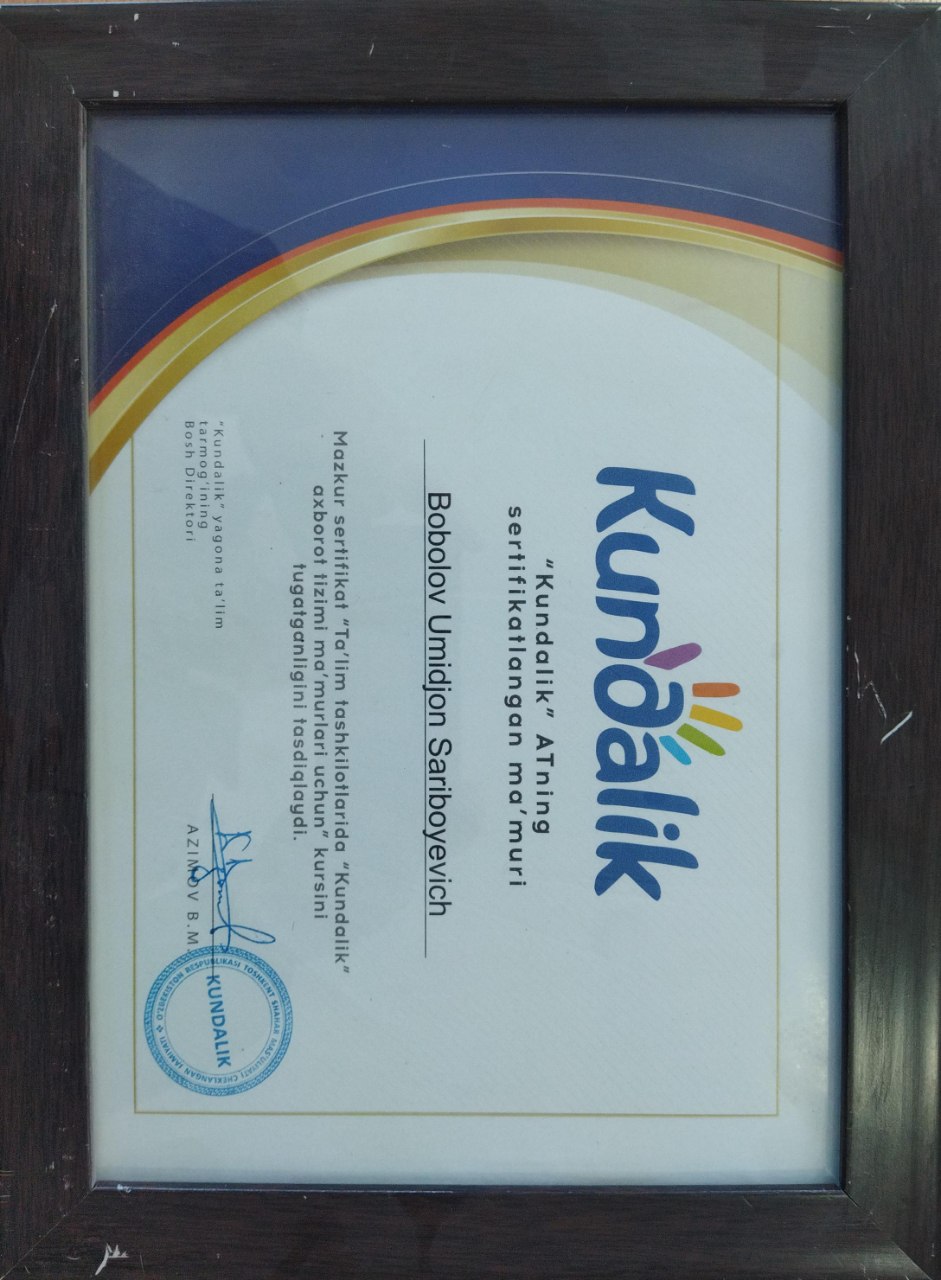 Kundalik
“Kundalik” ATning
sertifikatlangan ma’muri
Bobolov Umidjon Sariboyevich
Mazkur sertifikat “Ta’lim tashkilotlarida “Kundalik”
axborot tizimi ma’murlari uchun” kursini
tugatganligini tasdiqlaydi.
“Kundalik” yagona ta’lim
tarmog’ining
Bosh Direktori
AZIMOV B.M.
O‘ZBEKISTON RESPUBLIKASI TOSHKENT SHAHAR MAS’ULIYATI CHEKLANGAN JAMIYATI
KUNDALIK